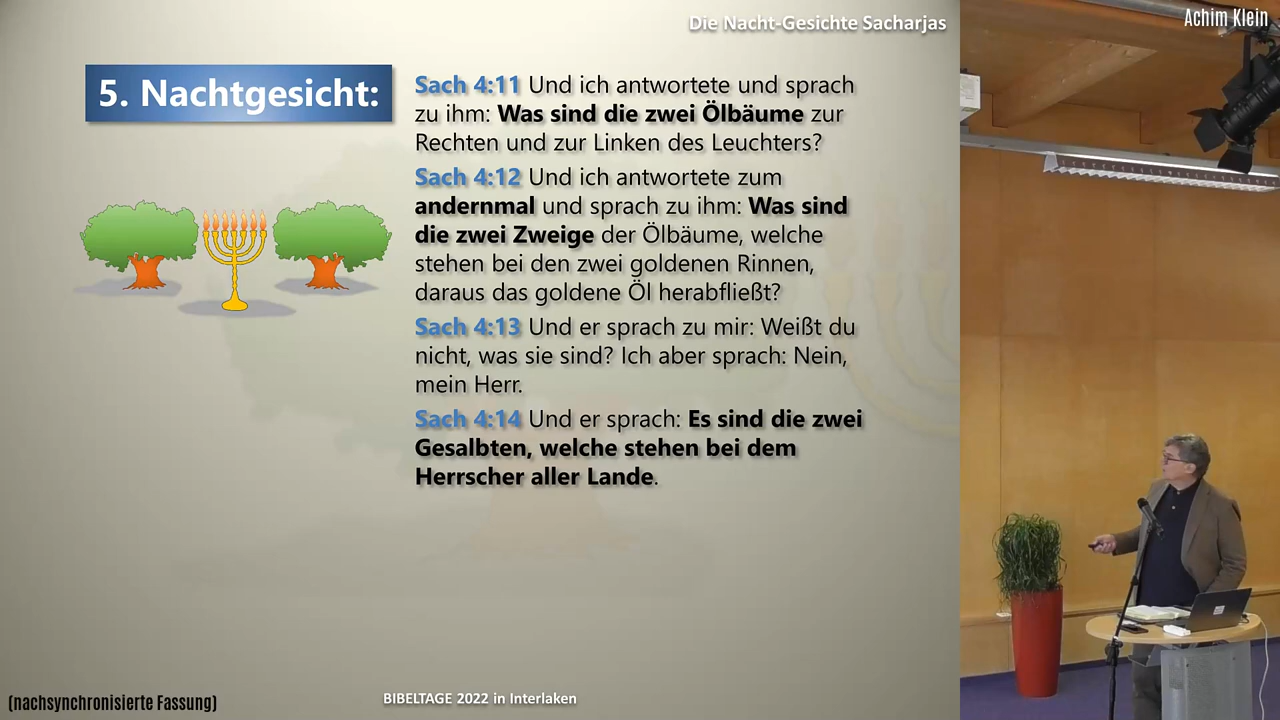 Die Nacht-Gesichte Sacharjas
Achim Klein
5. Nachtgesicht:
Sach 4:11 Und ich antwortete und sprach
zu ihm: Was sind die zwei Ölbäume zur
Rechten und zur Linken des Leuchters?
Sach 4:12 Und ich antwortete zum
andernmal und sprach zu ihm: Was sind
die zwei Zweige der Ölbäume, welche
stehen bei den zwei goldenen Rinnen,
daraus das goldene Öl herabfließt?
Sach 4:13 Und er sprach zu mir: Weißt du
nicht, was sie sind? Ich aber sprach: Nein,
mein Herr.
Sach 4:14 Und er sprach: Es sind die zwei
Gesalbten, welche stehen bei dem
Herrscher aller Lande.
(nachsynchronisierte Fassung)
BIBELTAGE 2022 in Interlaken